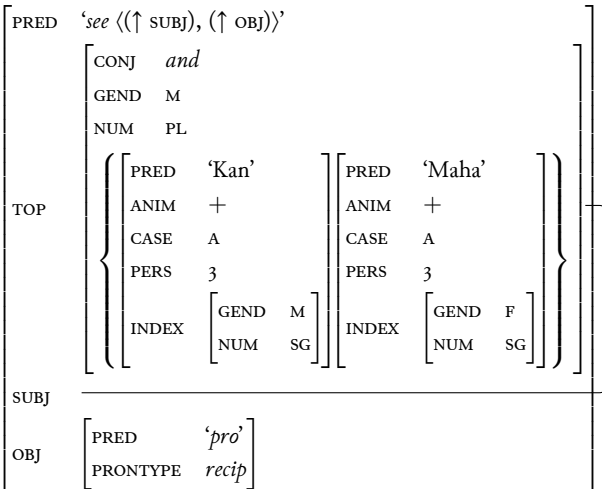 PRED ‘see ⟨(↑ SUBJ), (↑ OBJ)⟩’
CONJ and
GEND M
NUM PL
PRED ‘Kan’ PRED ‘Maha’
TOP ANIM + ANIM +
CASE A CASE A
PERS 3 PERS 3
INDEX GEND M INDEX GEND F
NUM SG NUM SG
SUBJ
OBJ PRED ‘pro’
PRONTYPE recip